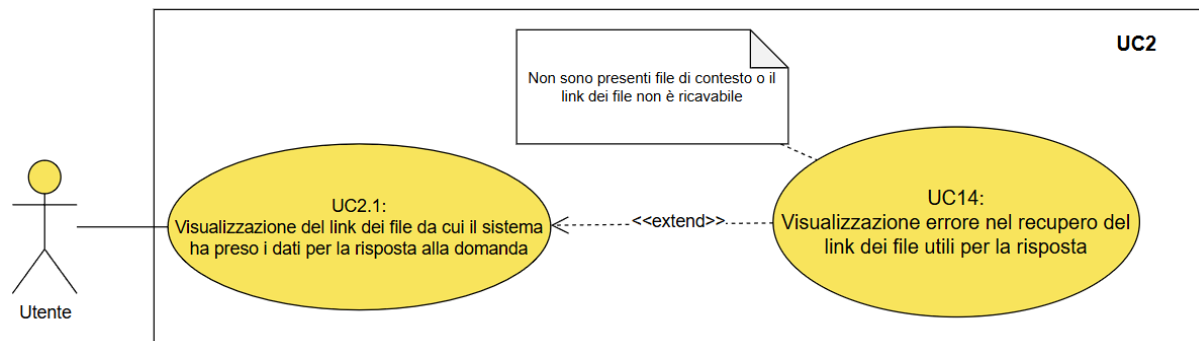 UC2
Non sono presenti file di contesto o il
link dei file non è ricavabile
UC2.1:
Visualizzazione del link dei file da cui il sistema
ha preso i dati per la risposta alla domanda
<<extend>>
UC14:
Visualizzazione errore nel recupero del
link dei file utili per la risposta
Utente